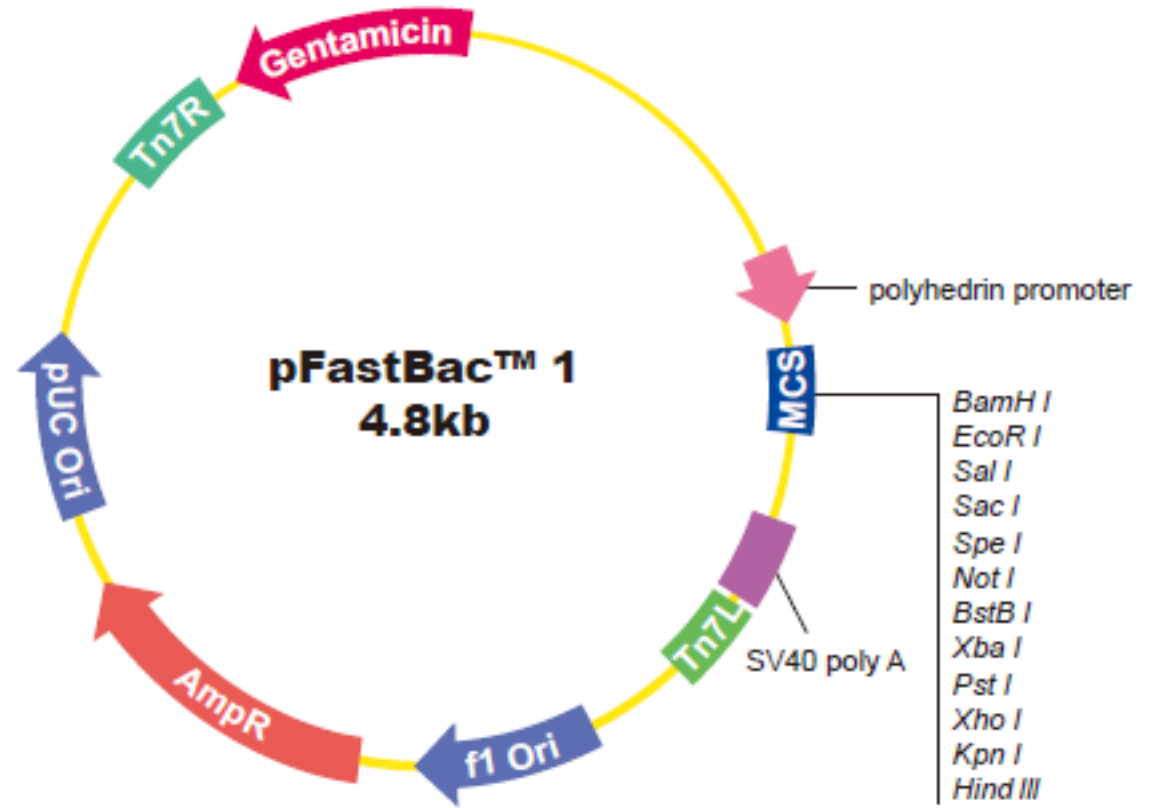 Gentamicin
Tn7R
polyhedrin promoter
pFastBac™ 1
4.8kb
MCS
pUC Ori
BamH I
EcoR I
Sal I
Sac I
Spe I
Not I
BstB I
Xba I
Pst I
Xho I
Kpn I
Hind III
Tn7L
SV40 poly A
AmpR
f1 Ori